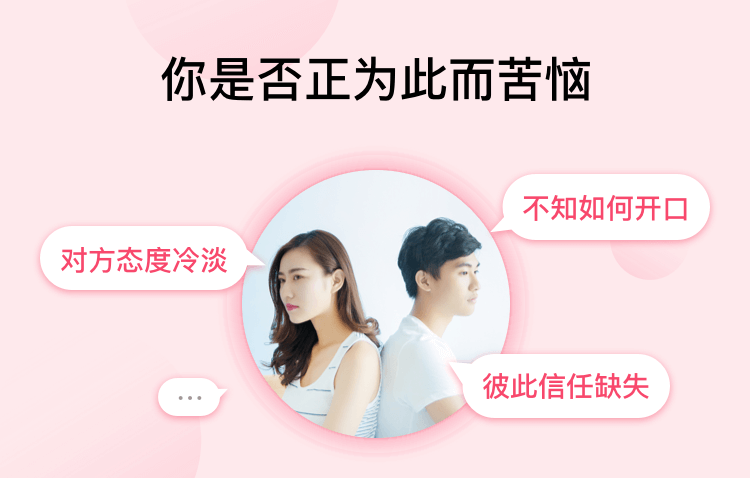 你是否正为此而苦恼
不知如何开口
对方态度冷淡
彼此信任缺失
...